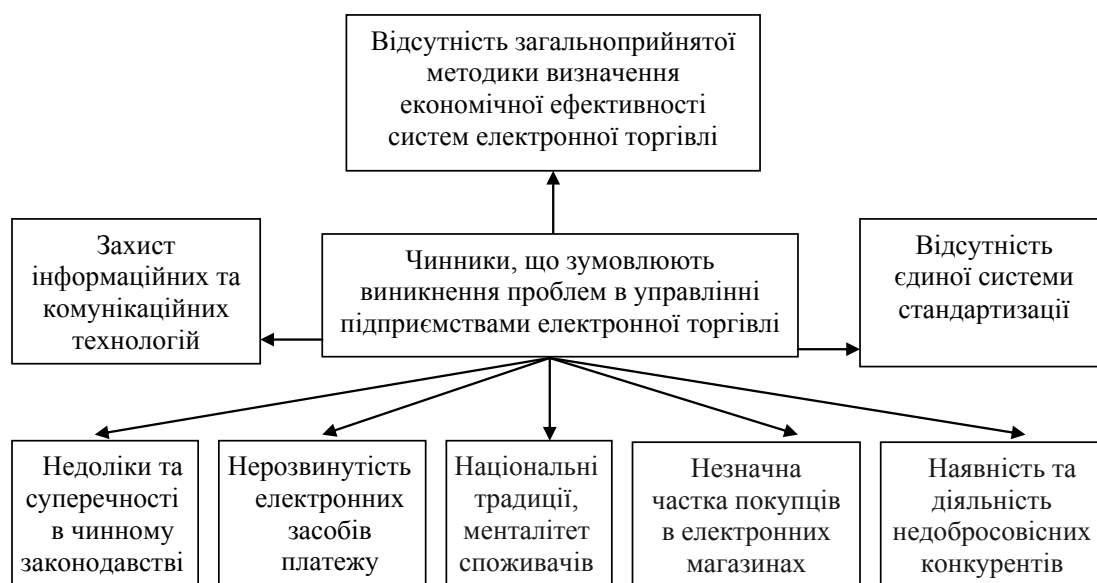 Відсутність загальноприйнятої
методики визначення
економічної ефективності
систем електронної торгівлі
Захист
інформаційних та
комунікаційних
технологій
Чинники, що зумовлюють
виникнення проблем в управлінні
підприємствами електронної торгівлі
Відсутність
єдиної системи
стандартизації
Недоліки та
суперечності
в чинному
законодавстві
Нерозвинутість
електронних
засобів
платежу
Національні
традиції,
менталітет
споживачів
Незначна
частка покупців
в електронних
магазинах
Наявність та
діяльність
недобросовісних
конкурентів